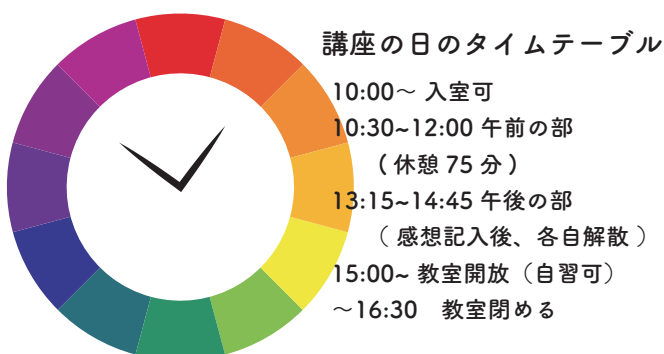 講座の日のタイムテーブル
10:00〜 入室可
10:30~12:00 午前の部
( 休憩 75 分 )
13:15~14:45 午後の部
( 感想記入後、各自解散 )
15:00~ 教室開放（自習可）
〜16:30　教室閉める